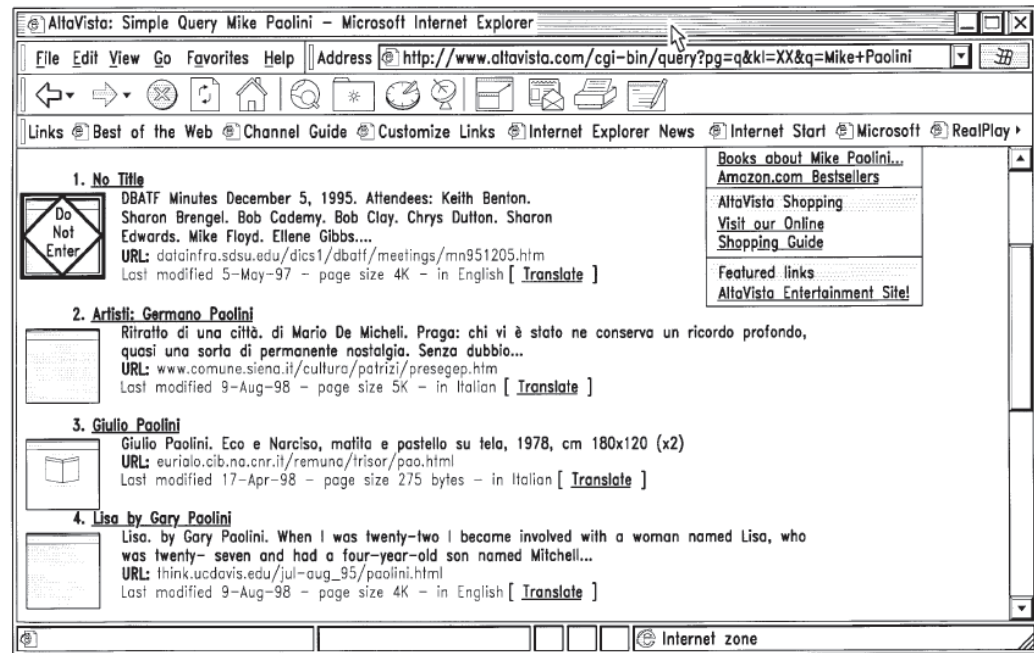 AltaVista: Simple Query Mike Paolini - Microsoft Internet Explorer
File Edit View Go Favorites Help Address http://www.altavista.com/cgi-bin/query?pg=q&kl=XX&q=Mike+Paolini
Links Best of the Web Channel Guide Customize Links Internet Explorer News Internet Start Microsoft RealPlay
Books about Mike Paolini...
Amazon.com Bestsellers
AltaVista Shopping
Visit our Online
Shopping Guide
Featured links
AltaVista Entertainment Site!
1. No Title
Do
Not
Enter
DBATF Minutes December 5, 1995. Attendees: Keith Benton.
Sharon Brengel. Bob Cademy. Bob Clay. Chrys Dutton. Sharon
Edwards. Mike Floyd. Ellene Gibbs....
URL: datainfra.sdsu.edu/dics1/dbatf/meetings/mn951205.htm
Last modified 5-May-97 - page size 4K - in English [ Translate ]
2. Artisti: Germano Paolini
Ritratto di una città. di Mario De Micheli. Praga: chi vi è stato ne conserva un ricordo profondo,
quasi una sorta di permanente nostalgia. Senza dubbio...
URL: www.comune.siena.it/cultura/patrizi/presegep.htm
Last modified 9-Aug-98 - page size 5K - in Italian [ Translate ]
3. Giulio Paolini
Giulio Paolini. Eco e Narciso, matita e pastello su tela, 1978, cm 180x120 (x2)
URL: eurialo.cib.na.cnr.it/remuna/trisor/pao.html
Last modified 17-Apr-98 - page size 275 bytes - in Italian [ Translate ]
4. Lisa by Gary Paolini
Lisa. by Gary Paolini. When I was twenty-two I became involved with a woman named Lisa, who
was twenty- seven and had a four-year-old son named Mitchell...
URL: think.ucdavis.edu/jul-aug_95/paolini.html
Last modified 9-Aug-98 - page size 4K - in English [ Translate ]
Internet zone